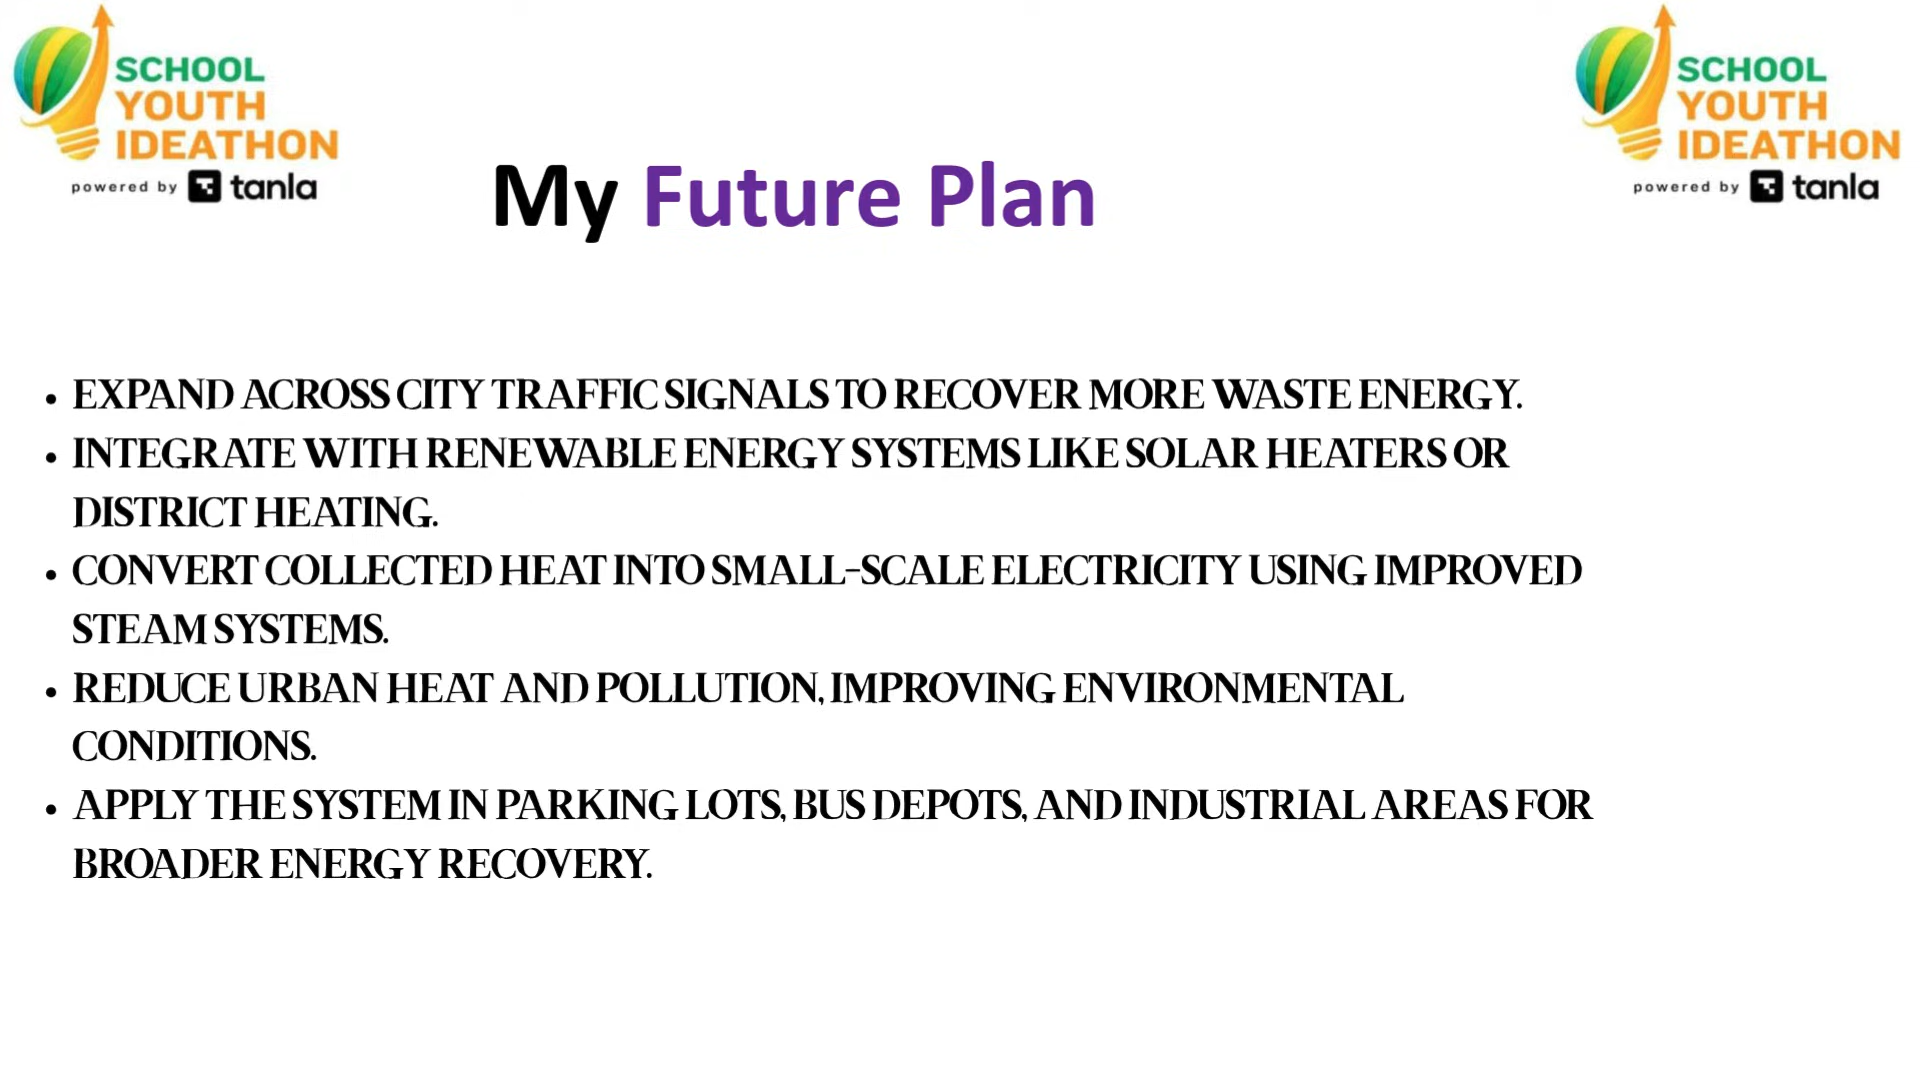 SCHOOL
YOUTH
IDEATHON
powered by tanla
SCHOOL
YOUTH
IDEATHON
powered by tanla
My Future Plan
• EXPAND ACROSS CITY TRAFFIC SIGNALS TO RECOVER MORE WASTE ENERGY.
• INTEGRATE WITH RENEWABLE ENERGY SYSTEMS LIKE SOLAR HEATERS OR
DISTRICT HEATING.
• CONVERT COLLECTED HEAT INTO SMALL-SCALE ELECTRICITY USING IMPROVED
STEAM SYSTEMS.
• REDUCE URBAN HEAT AND POLLUTION, IMPROVING ENVIRONMENTAL
CONDITIONS.
• APPLY THE SYSTEM IN PARKING LOTS, BUS DEPOTS, AND INDUSTRIAL AREAS FOR
BROADER ENERGY RECOVERY.